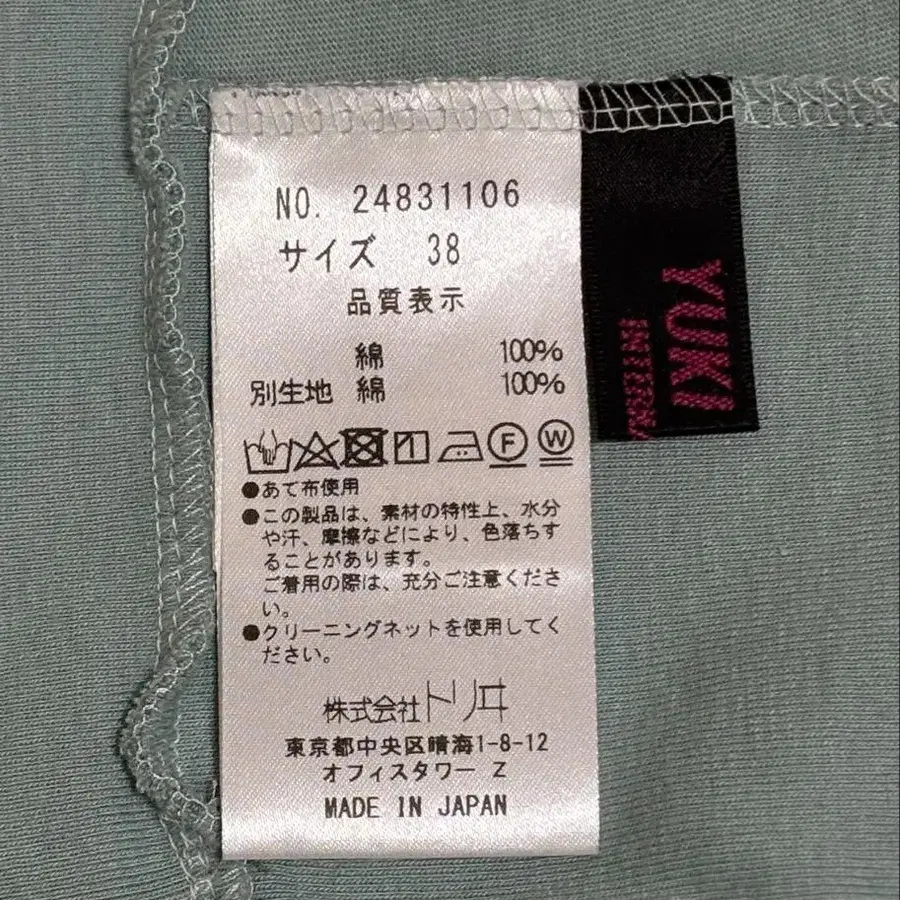 NO. 24831106
サイズ 38
品質表示
綿 100%
別生地 綿 100%
F W
●あて布使用
●この製品は、素材の特性上、水分
や汗、摩擦などにより、色落ちす
ることがあります。
ご着用の際は、充分ご注意くださ
い。
●クリーニングネットを使用してく
ださい。
株式会社トリヰ
東京都中央区晴海1-8-12
オフィスタワー Z
MADE IN JAPAN
YUKI